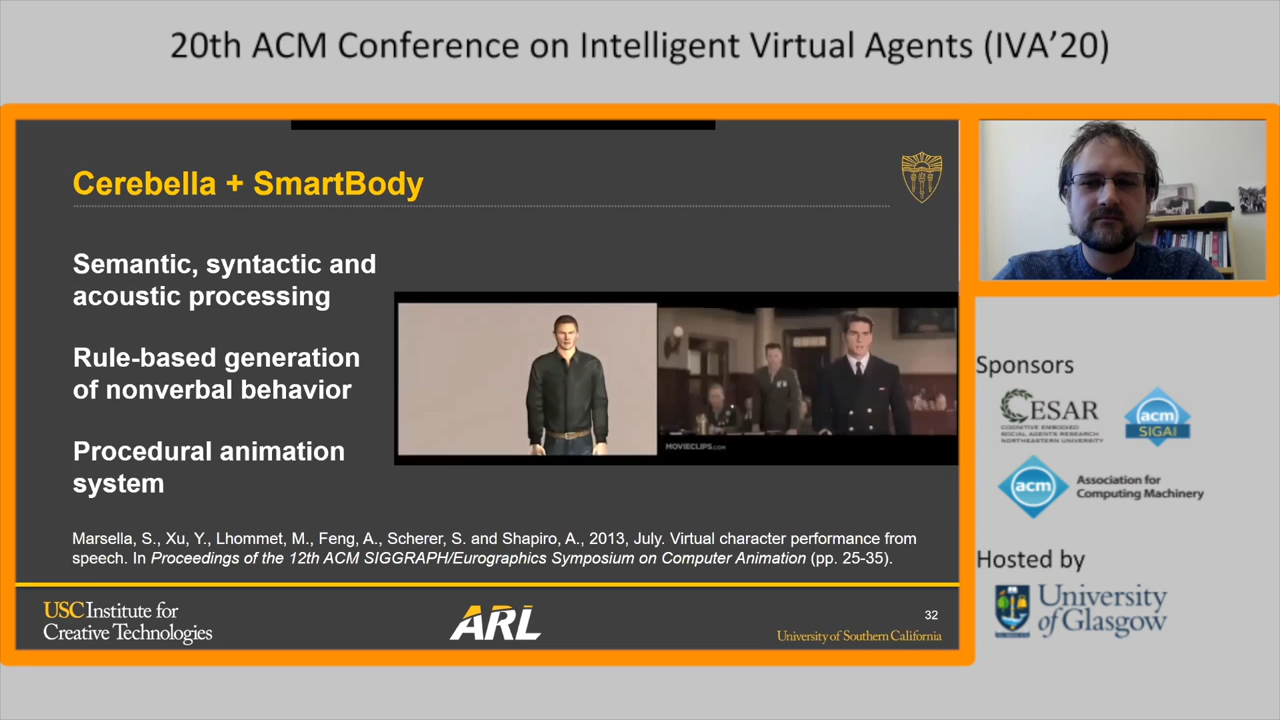 20th ACM Conference on Intelligent Virtual Agents (IVA’20)
Cerebella + SmartBody
Semantic, syntactic and
acoustic processing
Rule-based generation
of nonverbal behavior
Procedural animation
system
MOVIECLIPS.COM
Marsella, S., Xu, Y., Lhommet, M., Feng, A., Scherer, S. and Shapiro, A., 2013, July. Virtual character performance from
speech. In Proceedings of the 12th ACM SIGGRAPH/Eurographics Symposium on Computer Animation (pp. 25-35).
USC Institute for
Creative Technologies
ARL
32
University of Southern California
Sponsors
CESAR
COGNITIVE EMBODIED
SOCIAL AGENTS RESEARCH
NORTHEASTERN UNIVERSITY
acm
SIGAI
acm
Association for
Computing Machinery
Hosted by
University
of Glasgow